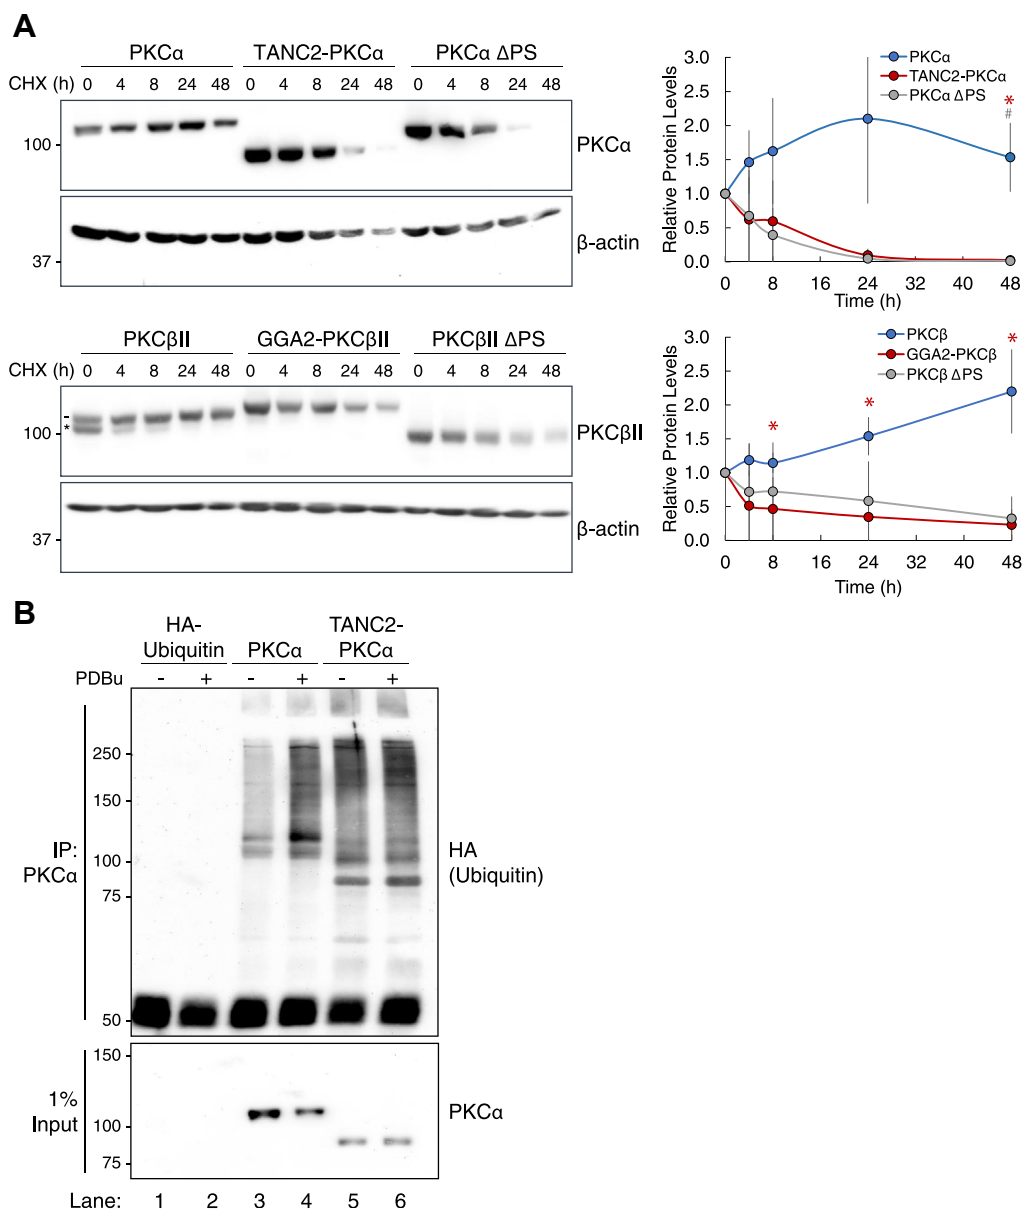 A
PKCα TANC2-PKCα PKCα ΔPS
CHX (h) 0 4 8 24 48 0 4 8 24 48 0 4 8 24 48
100
PKCα
37
β-actin
Relative Protein Levels
3.0
2.5
2.0
1.5
1.0
0.5
0.0
PKCα
TANC2-PKCα
PKCα ΔPS
*
#
0 8 16 24 32 40 48
Time (h)
PKCβII GGA2-PKCβII PKCβII ΔPS
CHX (h) 0 4 8 24 48 0 4 8 24 48 0 4 8 24 48
-
*
100
PKCβII
37
β-actin
Relative Protein Levels
3.0
2.5
2.0
1.5
1.0
0.5
0.0
PKCβ
GGA2-PKCβ
PKCβ ΔPS
* * *
0 8 16 24 32 40 48
Time (h)
B
HA-
Ubiquitin
PKCα
TANC2-
PKCα
PDBu - + - + - +
IP:
PKCα
250
150
100
75
50
HA
(Ubiquitin)
1%
Input
150
100
75
PKCα
Lane: 1 2 3 4 5 6